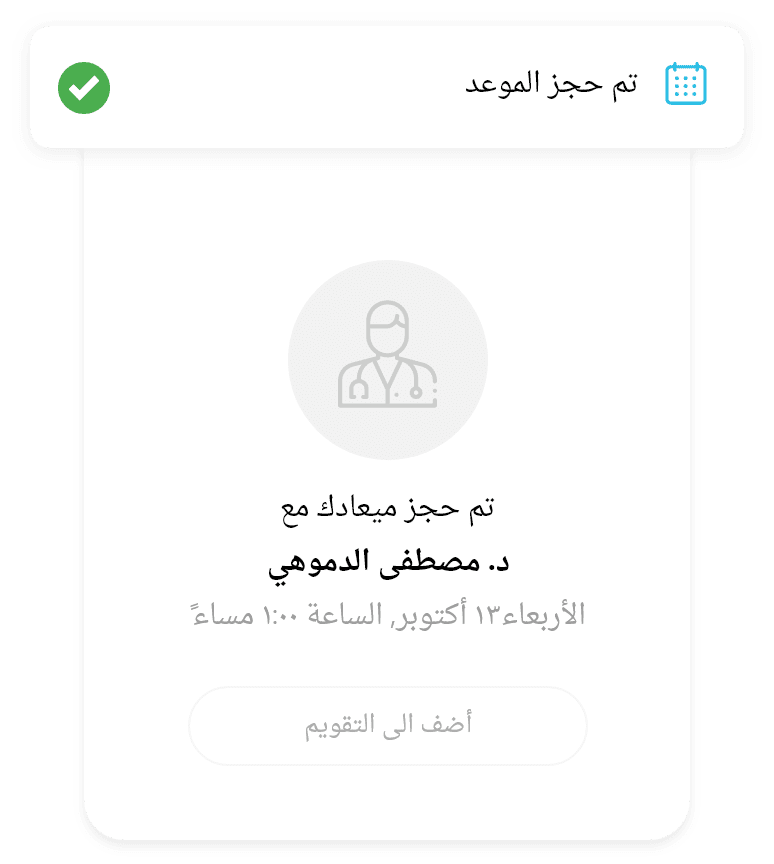 تم حجز الموعد
تم حجز ميعادك مع
د. مصطفى الدموهي
الأربعاء١٣ أكتوبر, الساعة ١:٠٠ مساءً
أضف الى التقويم